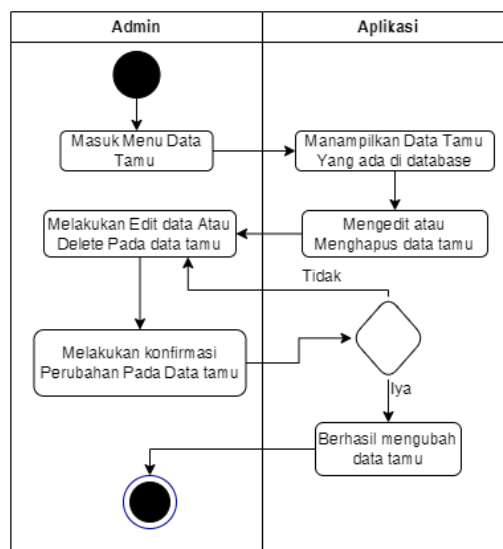 Admin
Aplikasi
Masuk Menu Data
Tamu
Manampilkan Data Tamu
Yang ada di database
Melakukan Edit data Atau
Delete Pada data tamu
Mengedit atau
Menghapus data tamu
Tidak
Melakukan konfirmasi
Perubahan Pada Data tamu
Iya
Berhasil mengubah
data tamu